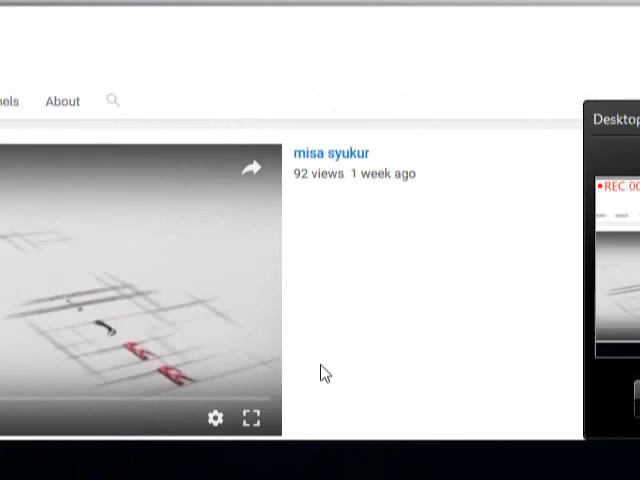 nels
About
misa syukur
92 views 1 week ago
Desktop
REC 00